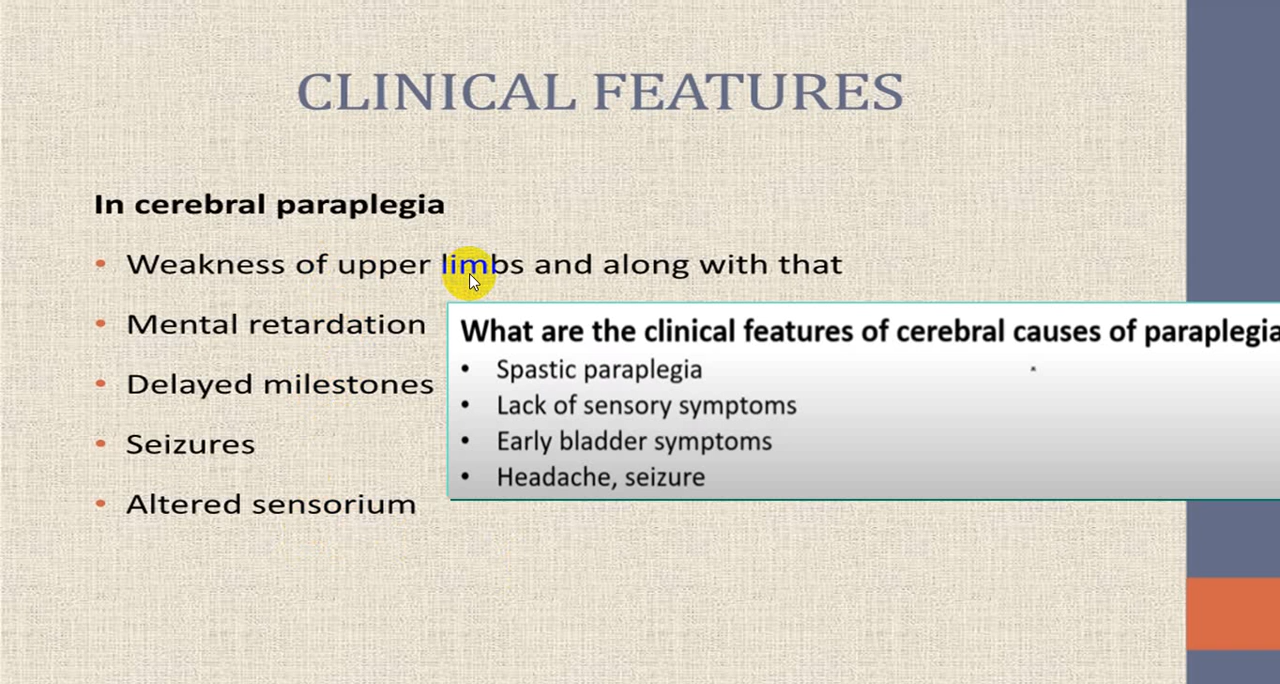 CLINICAL FEATURES
In cerebral paraplegia
• Weakness of upper limbs and along with that
• Mental retardation
• Delayed milestones
• Seizures
• Altered sensorium
What are the clinical features of cerebral causes of paraplegia
• Spastic paraplegia
• Lack of sensory symptoms
• Early bladder symptoms
• Headache, seizure